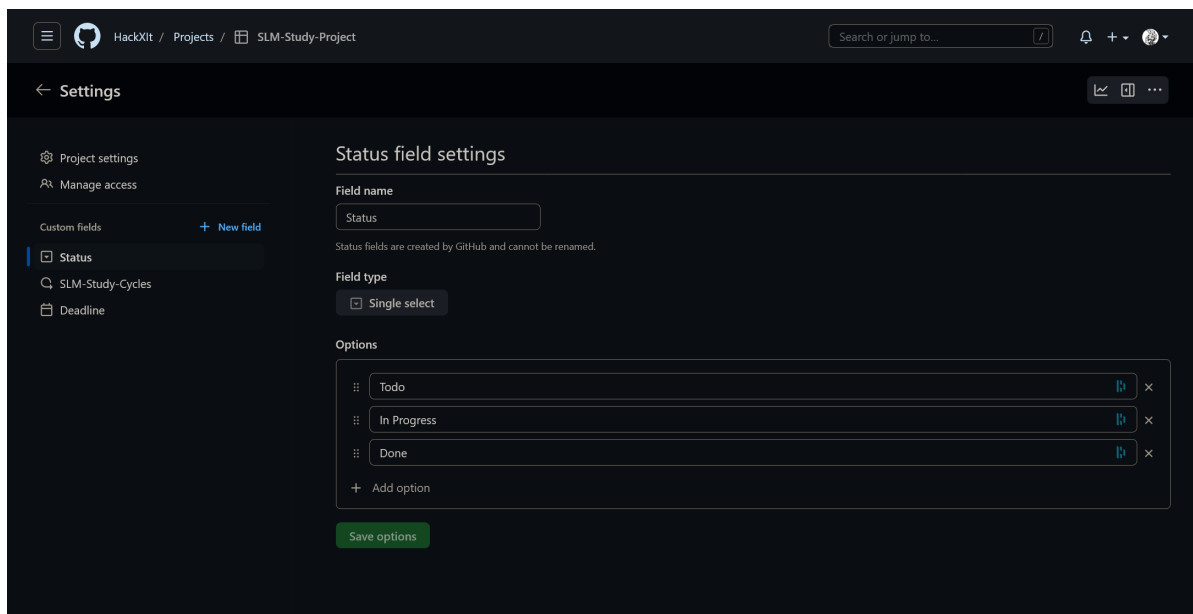 HackXIt / Projects / SLM-Study-Project
Search or jump to... /
Settings
Project settings
Manage access
Custom fields
New field
Status
SLM-Study-Cycles
Deadline
Status field settings
Field name
Status
Status fields are created by GitHub and cannot be renamed.
Field type
Single select
Options
Todo
In Progress
Done
+ Add option
Save options